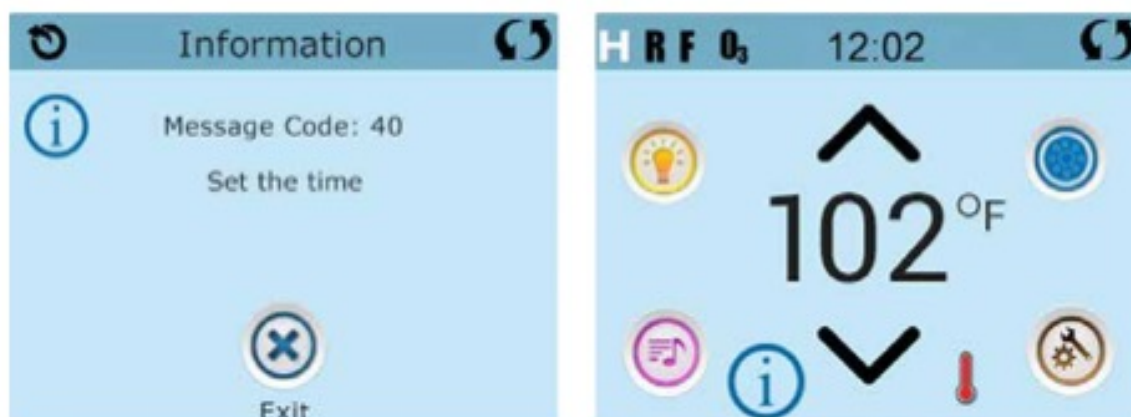 Information
Message Code: 40
Set the time
Exit
H R F O₃ 12:02
102°F